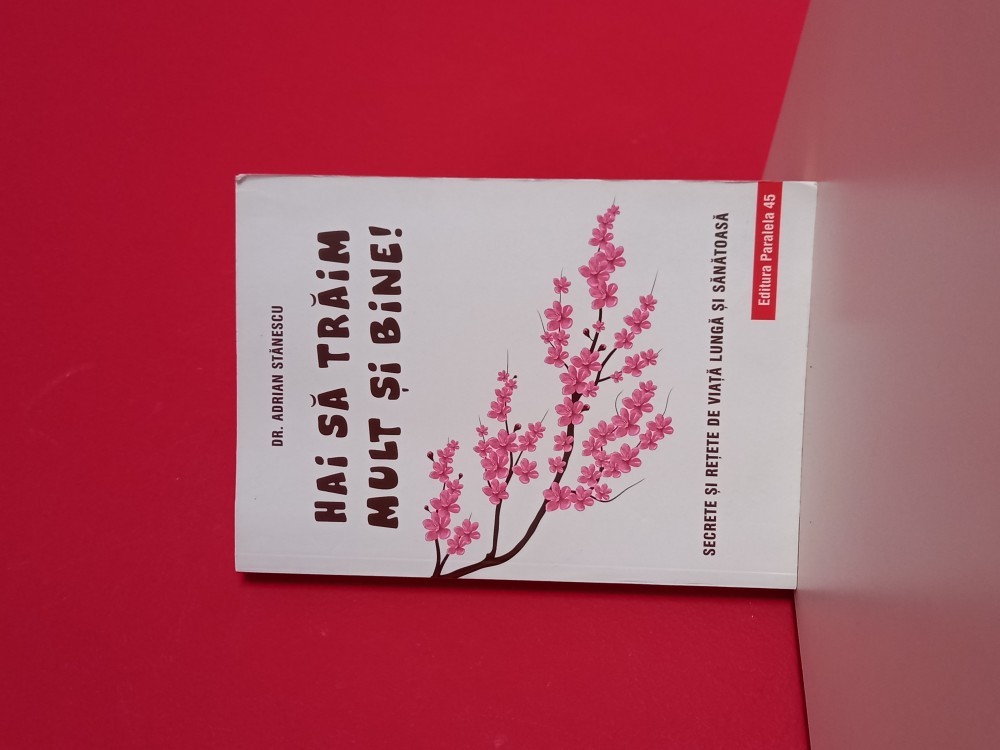 DR. ADRIAN STĂNESCU
HAI SĂ TRĂIM
MULT ȘI BINE!
SECRETE ȘI REȚETE DE VIAȚĂ LUNGĂ ȘI SĂNĂTOASĂ
Editura Paralela 45